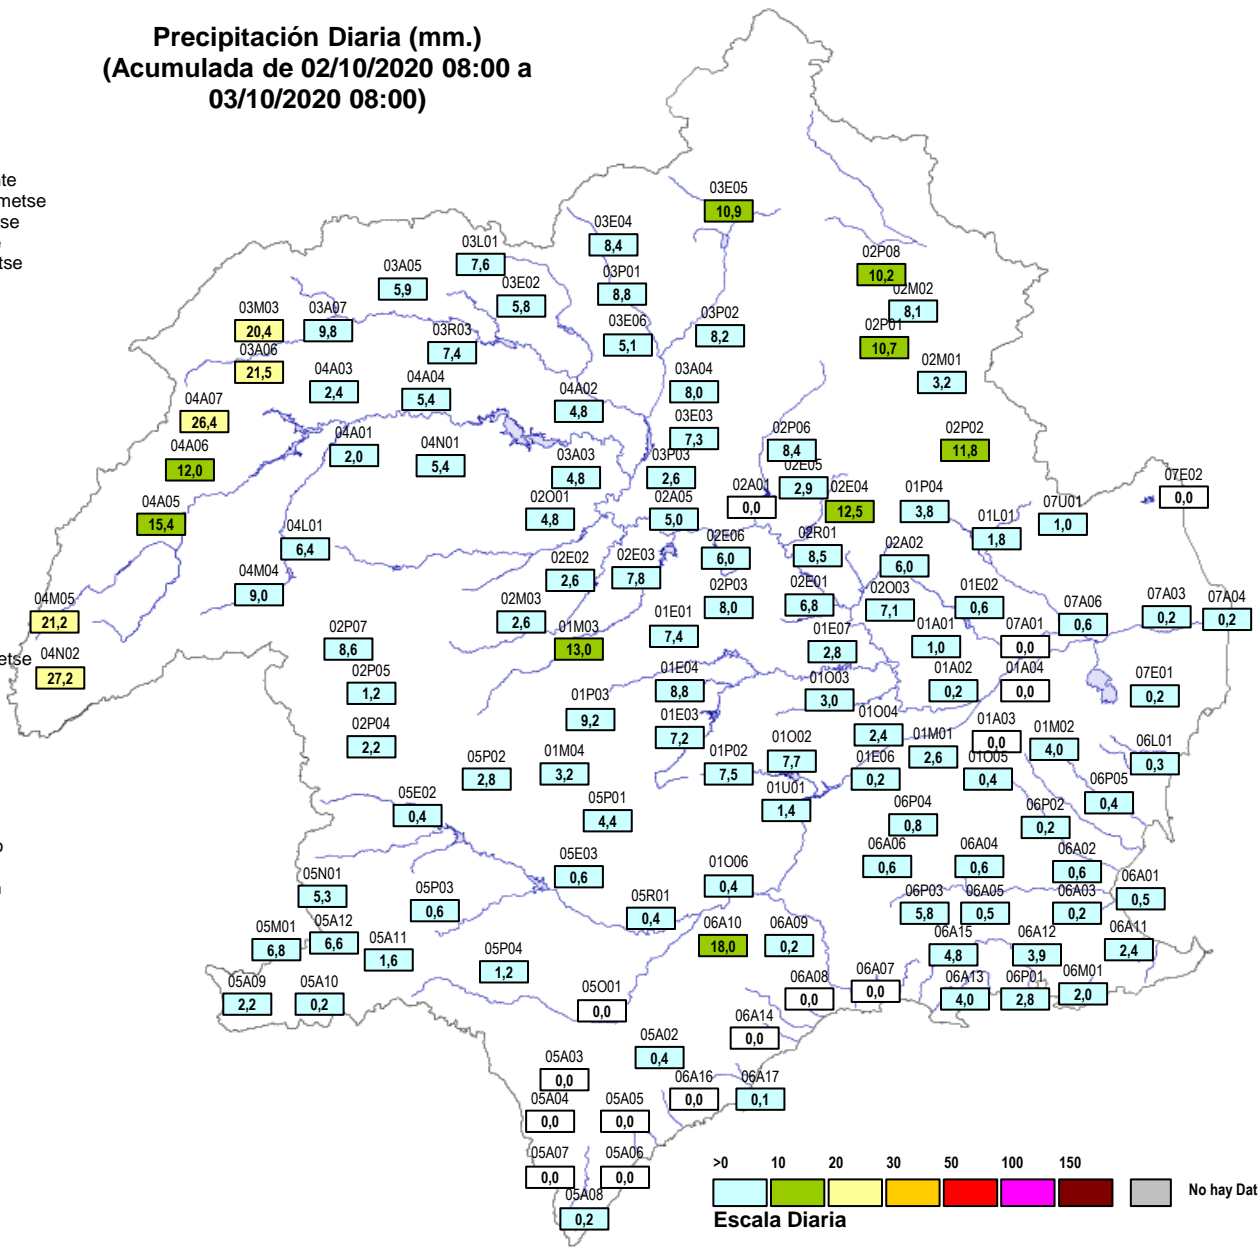 Precipitación Diaria (mm.)
(Acumulada de 02/10/2020 08:00 a
03/10/2020 08:00)
nte
metse
se
e
tse
etse
o
n
03E05
10,9
03E04
8,4
03L01
7,6
02P08
10,2
03A05
5,9
03P01
8,8
03E02
5,8
02M02
8,1
03M03
20,4
03A07
9,8
03P02
8,2
03E06
5,1
02P01
10,7
03R03
7,4
03A06
21,5
02M01
3,2
04A03
2,4
04A04
5,4
03A04
8,0
04A02
4,8
04A07
26,4
03E03
7,3
04A01
2,0
04N01
5,4
02P06
8,4
02P02
11,8
04A06
12,0
03A03
4,8
03P03
2,6
02E05
2,9
02A01
0,0
07E02
0,0
04A05
15,4
02O01
4,8
02A05
5,0
02E04
12,5
01P04
3,8
07U01
1,0
01L01
1,8
04L01
6,4
02E06
6,0
02R01
8,5
02A02
6,0
02E02
2,6
02E03
7,8
04M04
9,0
02P03
8,0
02E01
6,8
02O03
7,1
01E02
0,6
07A03
0,2
07A04
0,2
04M05
21,2
02M03
2,6
01E01
7,4
07A06
0,6
02P07
8,6
01M03
13,0
01E07
2,8
01A01
1,0
07A01
0,0
04N02
27,2
02P05
1,2
01E04
8,8
01O03
3,0
01A02
0,2
01A04
0,0
07E01
0,2
01P03
9,2
02P04
2,2
01E03
7,2
01O04
2,4
01A03
0,0
01M02
4,0
01M01
2,6
06L01
0,3
05P02
2,8
01M04
3,2
01P02
7,5
01O02
7,7
01E06
0,2
01O05
0,4
05E02
0,4
05P01
4,4
01U01
1,4
06P05
0,4
06P04
0,8
06P02
0,2
05E03
0,6
01O06
0,4
06A06
0,6
06A04
0,6
06A02
0,6
05N01
5,3
05P03
0,6
05R01
0,4
06P03
5,8
06A05
0,5
06A03
0,2
06A01
0,5
05M01
6,8
05A12
6,6
05A11
1,6
06A10
18,0
06A09
0,2
06A15
4,8
06A12
3,9
06A11
2,4
05P04
1,2
05A09
2,2
05A10
0,2
05O01
0,0
06A08
0,0
06A07
0,0
06A13
4,0
06P01
2,8
06M01
2,0
06A14
0,0
05A02
0,4
05A03
0,0
06A16
0,0
06A17
0,1
05A04
0,0
05A05
0,0
05A07
0,0
05A06
0,0
05A08
0,2
>0 10 20 30 50 100 150
No hay Dat
Escala Diaria